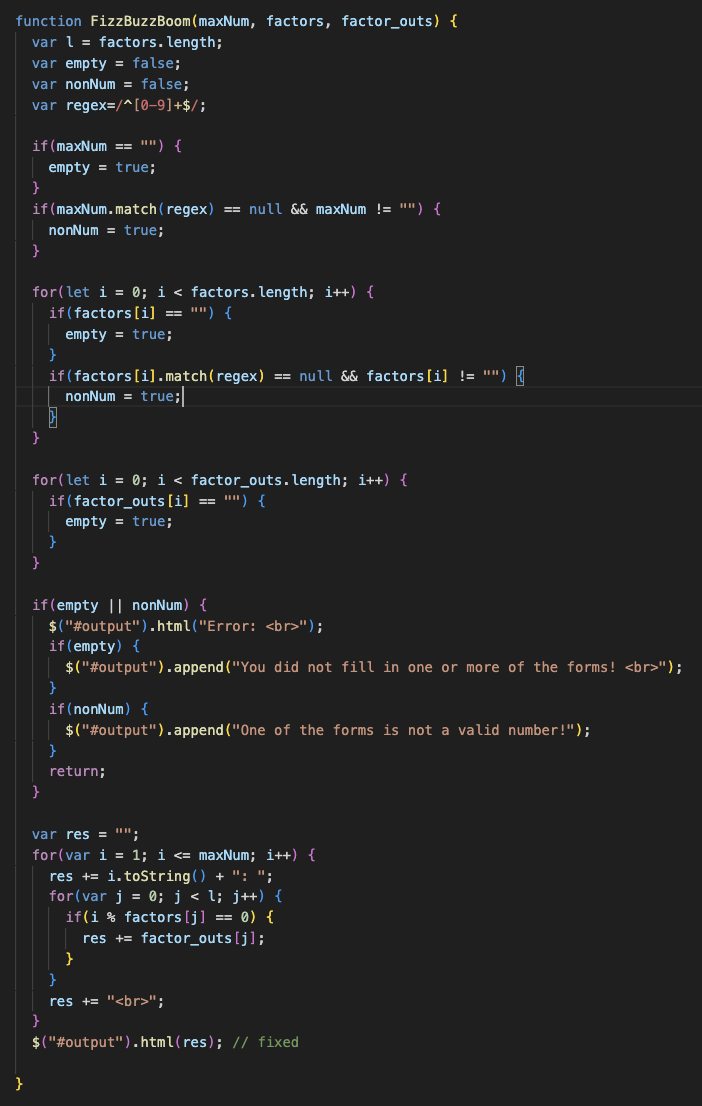 function FizzBuzzBoom(maxNum, factors, factor_outs) {
  var l = factors.length;
  var empty = false;
  var nonNum = false;
  var regex=/^[0-9]+$/;

  if(maxNum == "") {
    empty = true;
  }
  if(maxNum.match(regex) == null && maxNum != "") {
    nonNum = true;
  }

  for(let i = 0; i < factors.length; i++) {
    if(factors[i] == "") {
      empty = true;
    }
    if(factors[i].match(regex) == null && factors[i] != "") {
      nonNum = true;
    }
  }

  for(let i = 0; i < factor_outs.length; i++) {
    if(factor_outs[i] == "") {
      empty = true;
    }
  }

  if(empty || nonNum) {
    $("#output").html("Error: <br>");
    if(empty) {
      $("#output").append("You did not fill in one or more of the forms! <br>");
    }
    if(nonNum) {
      $("#output").append("One of the forms is not a valid number!");
    }
    return;
  }

  var res = "";
  for(var i = 1; i <= maxNum; i++) {
    res += i.toString() + ": ";
    for(var j = 0; j < l; j++) {
      if(i % factors[j] == 0) {
        res += factor_outs[j];
      }
    }
    res += "<br>";
  }
  $("#output").html(res); // fixed

}